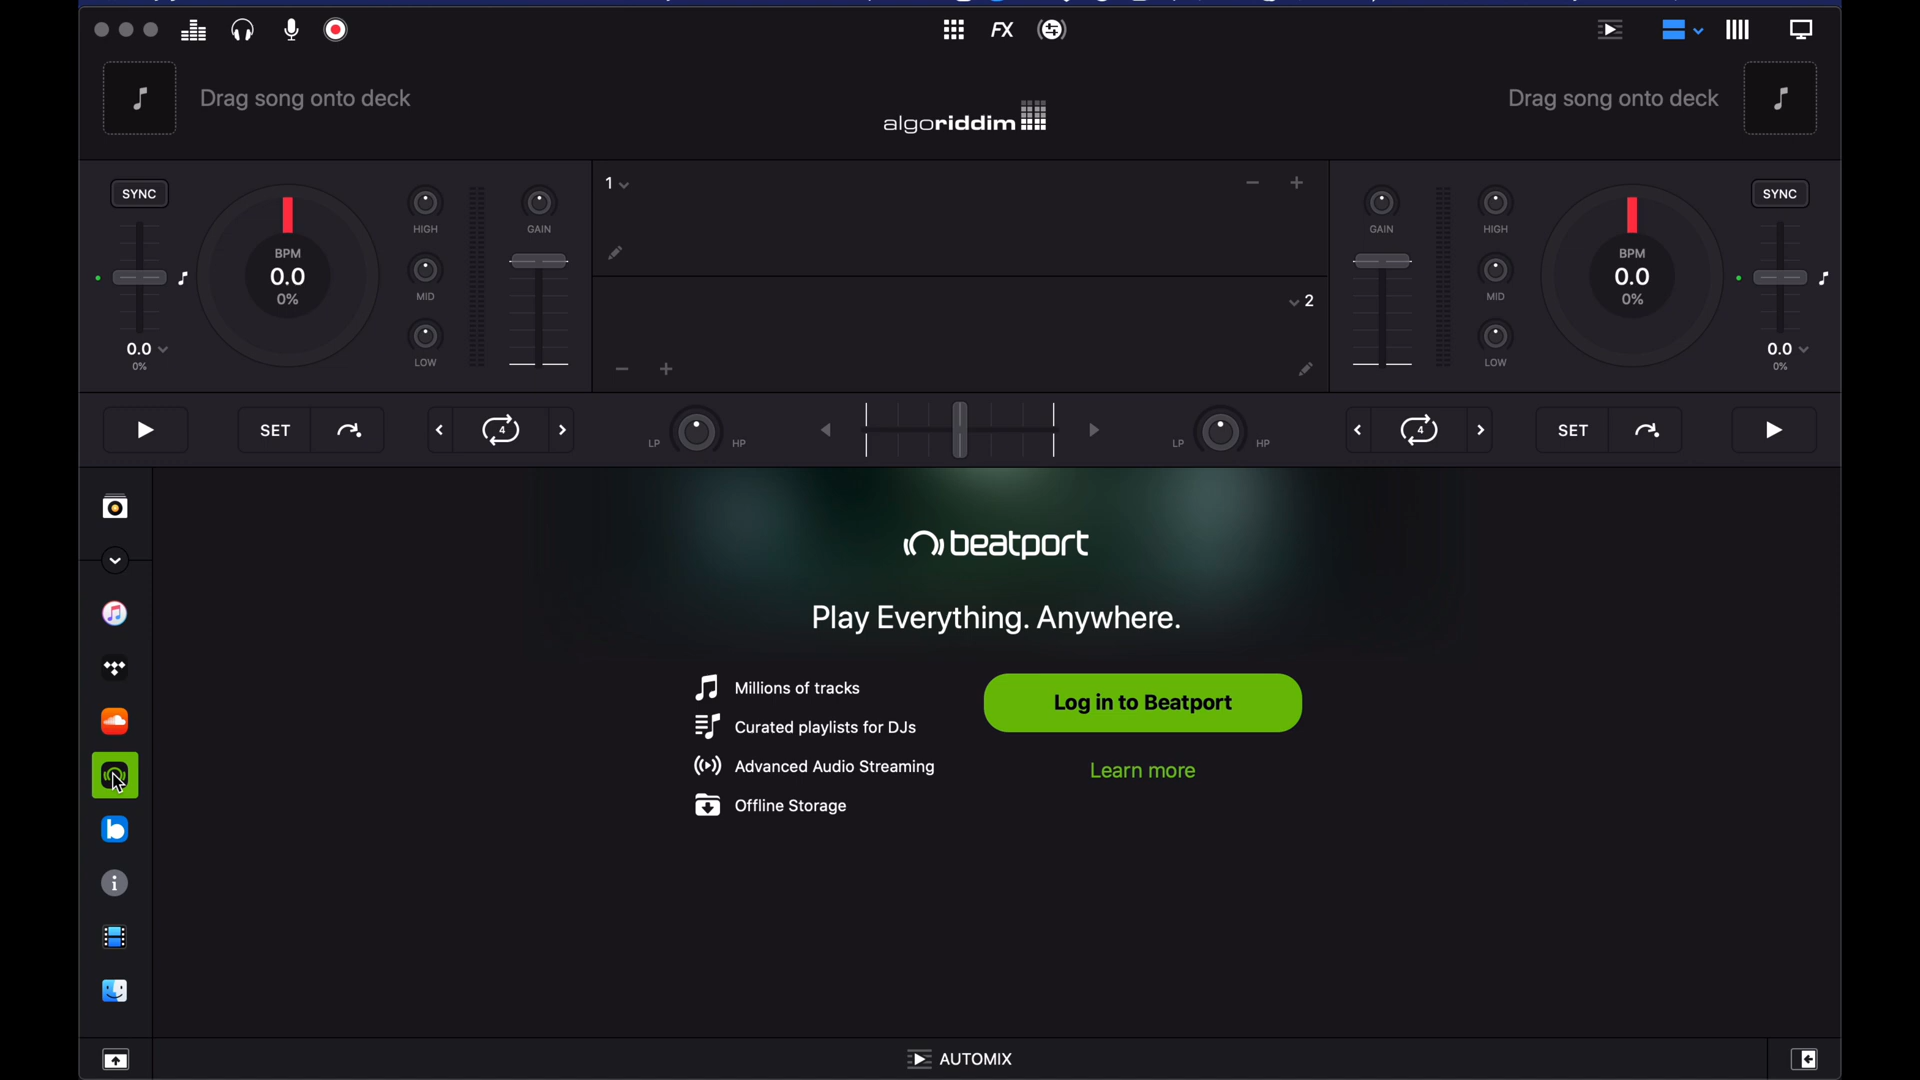 FX
Drag song onto deck
Drag song onto deck
algoriddim
SYNC
HIGH
GAIN
1
GAIN
HIGH
SYNC
BPM
0.0
0%
MID
2
MID
BPM
0.0
0%
0.0
0%
LOW
LOW
0.0
0%
SET
4
LP
HP
LP
HP
4
SET
beatport
Play Everything. Anywhere.
Millions of tracks
Log in to Beatport
Curated playlists for DJs
Advanced Audio Streaming
Learn more
Offline Storage
AUTOMIX